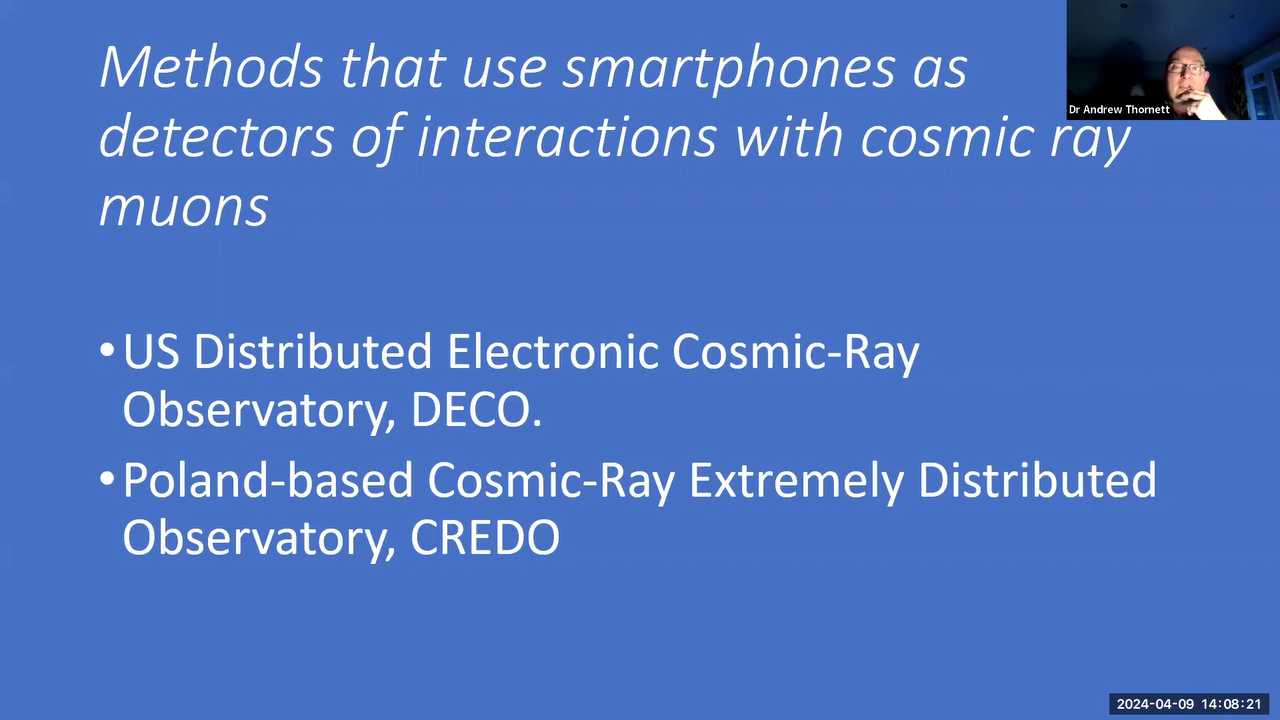 Methods that use smartphones as
detectors of interactions with cosmic ray
muons
Dr Andrew Thornett
•US Distributed Electronic Cosmic-Ray
Observatory, DECO.
•Poland-based Cosmic-Ray Extremely Distributed
Observatory, CREDO
2024-04-09 14:08:21